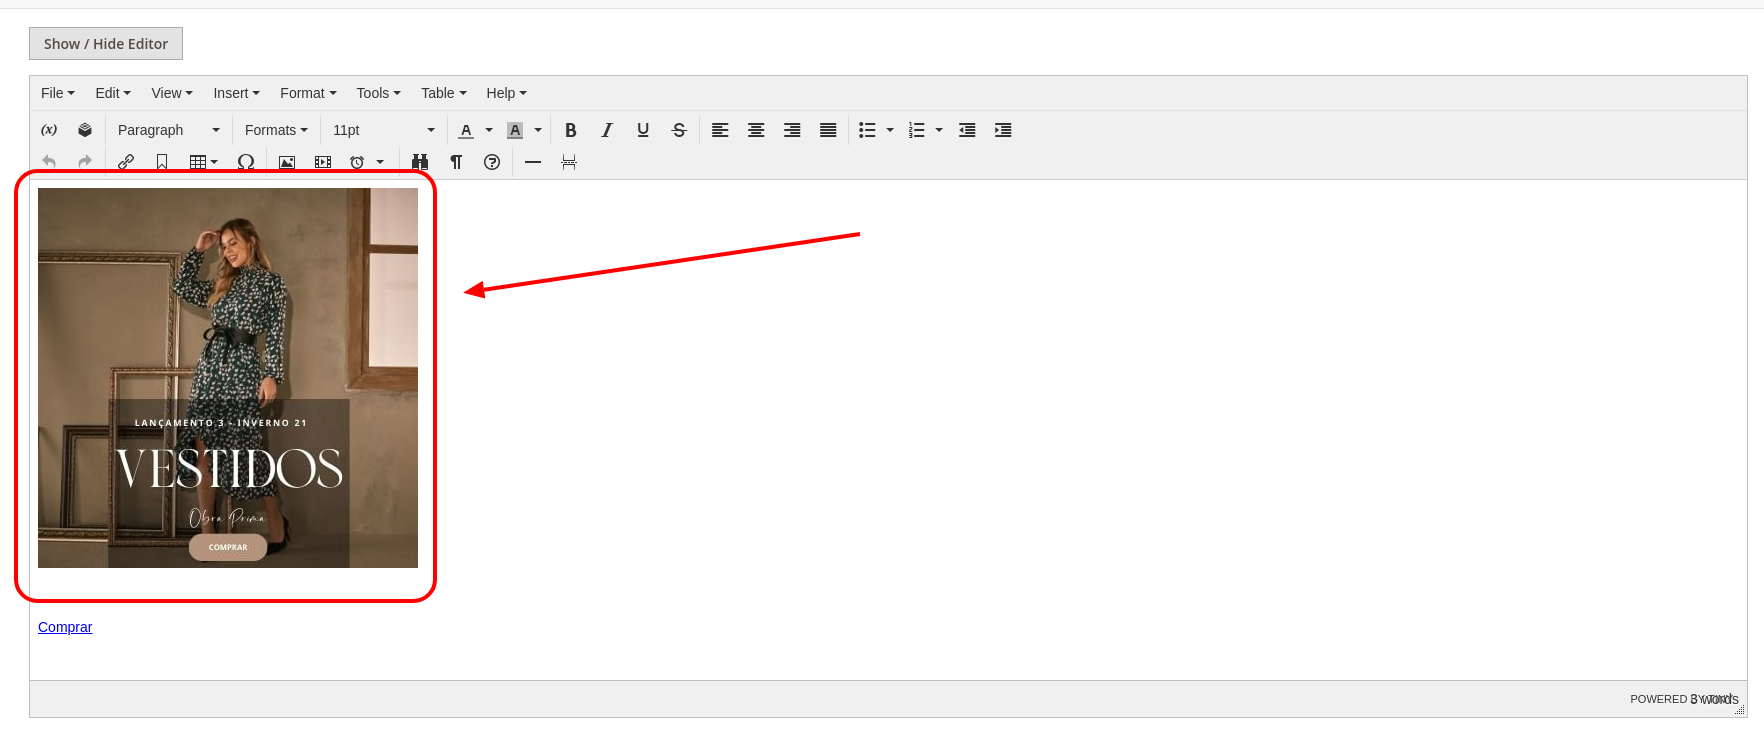 Show / Hide Editor
File Edit View Insert Format Tools Table Help
(x) Paragraph Formats 11pt A A B I U S
LANÇAMENTO 3 - INVERNO 21
VESTIDOS
Obra Prima
COMPRAR
Comprar
POWERED BY TINY 3 words